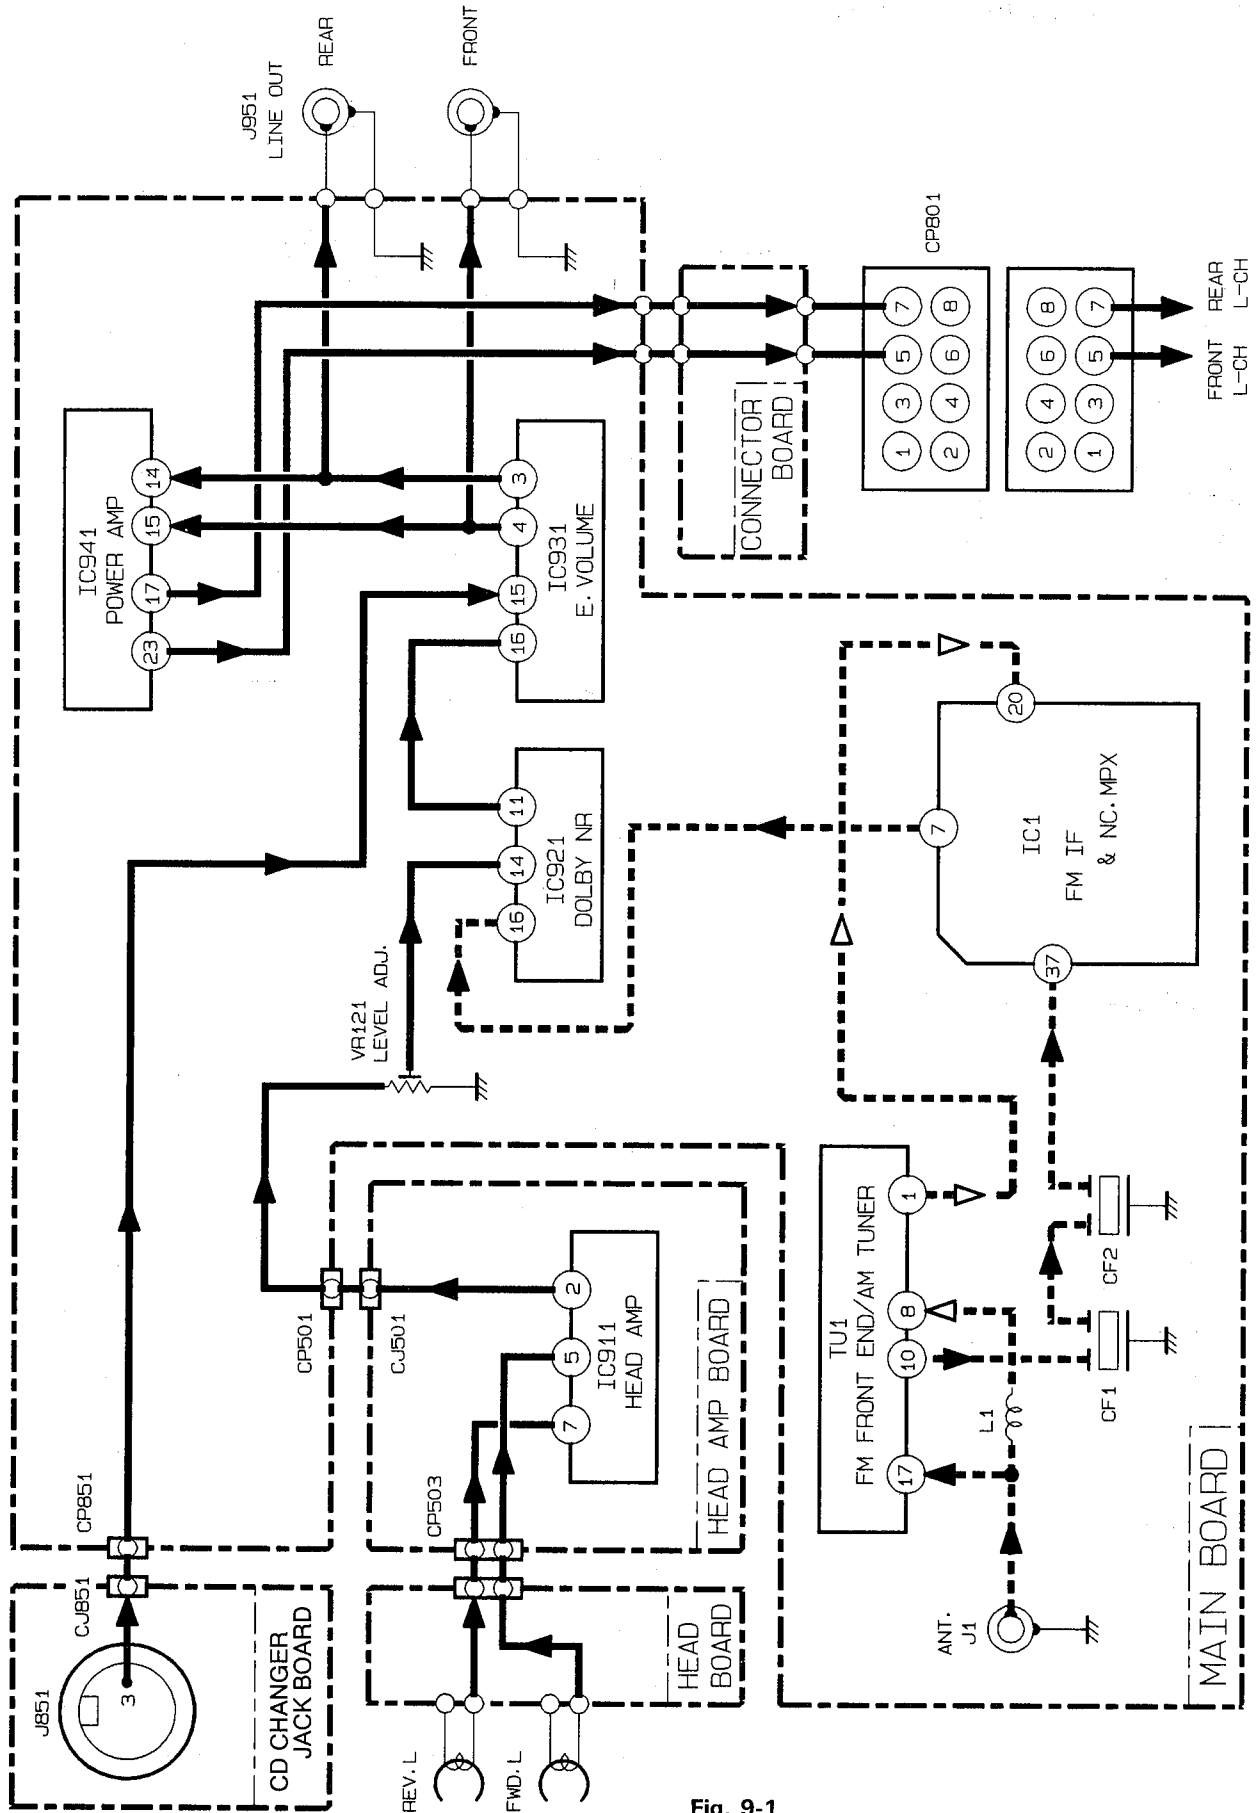 J851
3
CD CHANGER
JACK BOARD
CJ851
CP851
REV. L
FWD. L
HEAD
BOARD
CP503
7
5
2
IC911
HEAD AMP
HEAD AMP BOARD
CJ501
CP501
VR121
LEVEL ADJ.
16
14
11
IC921
DOLBY NR
16
15
4
3
IC931
E. VOLUME
23
17
15
14
IC941
POWER AMP
J951
LINE OUT
REAR
FRONT
CONNECTOR
BOARD
CP801
1
3
5
7
2
4
6
8
2
4
6
8
1
3
5
7
FRONT
L-CH
REAR
L-CH
ANT.
J1
L1
17
10
8
1
TU1
FM FRONT END/AM TUNER
CF1
CF2
37
7
20
IC1
FM IF
& NC. MPX
MAIN BOARD
Fig. 9-1